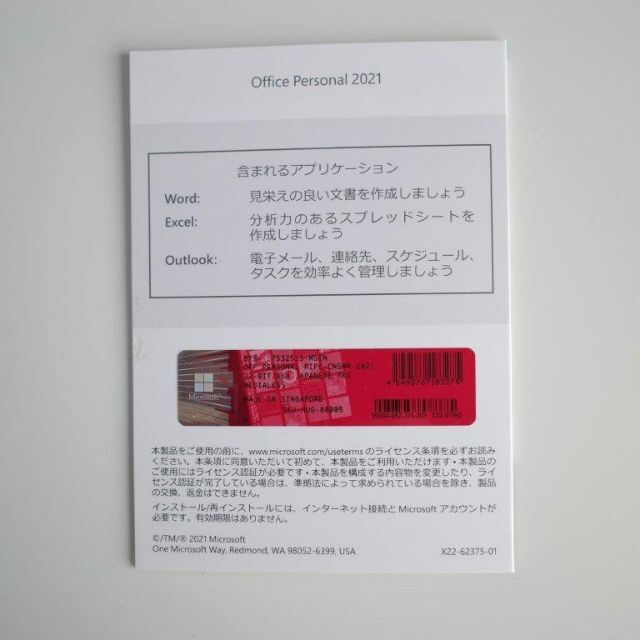 Office Personal 2021
含まれるアプリケーション
Word: 見栄えの良い文書を作成しましょう
Excel: 分析力のあるスプレッドシートを
作成しましょう
Outlook: 電子メール、連絡先、スケジュール、
タスクを効率よく管理しましょう
Microsoft
OFF PERSONAL PIPC-CNSMR 2021
MEDIALESS
MADE IN SINGAPORE
4 549576 183275
本製品をご使用の前に、www.microsoft.com/useterms のライセンス条項を必ずお読み
ください。本条項に同意いただいて初めて、本製品をご利用いただけます・本製品の
ご使用にはライセンス認証が必要です・本製品を構成する内容物を変更したり、ライ
センス認証が完了している場合は、準拠法によって求められている場合を除き、製品
の交換、返金はできません。
インストール/再インストールには、インターネット接続と Microsoft アカウントが必
要です。有効期限はありません。
©/TM/® 2021 Microsoft
One Microsoft Way, Redmond, WA 98052-6399, USA X22-62375-01